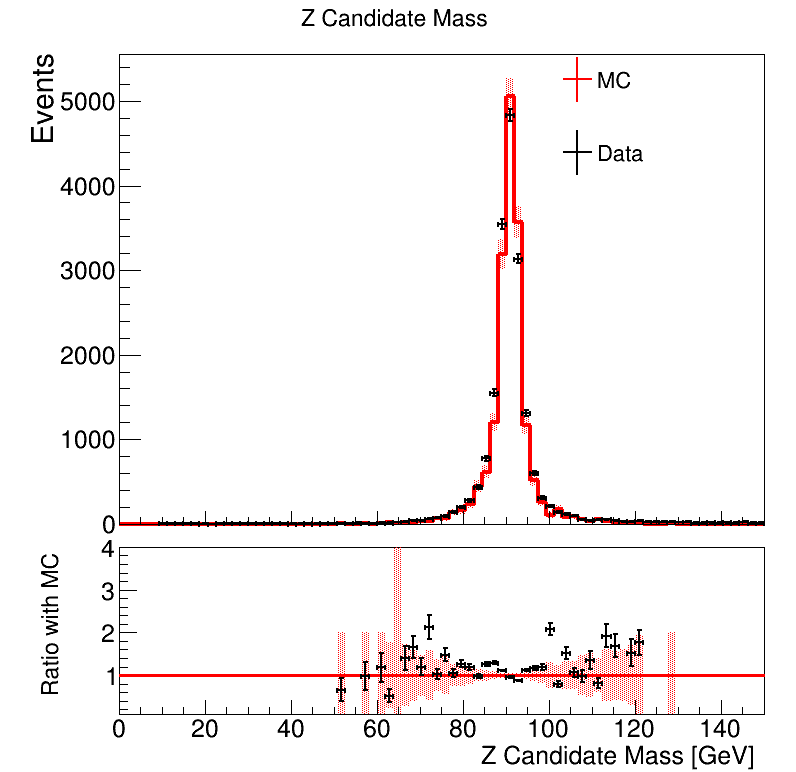 Z Candidate Mass
Events
5000
4000
3000
2000
1000
0
MC
Data
Ratio with MC
4
3
2
1
0 20 40 60 80 100 120 140
Z Candidate Mass [GeV]